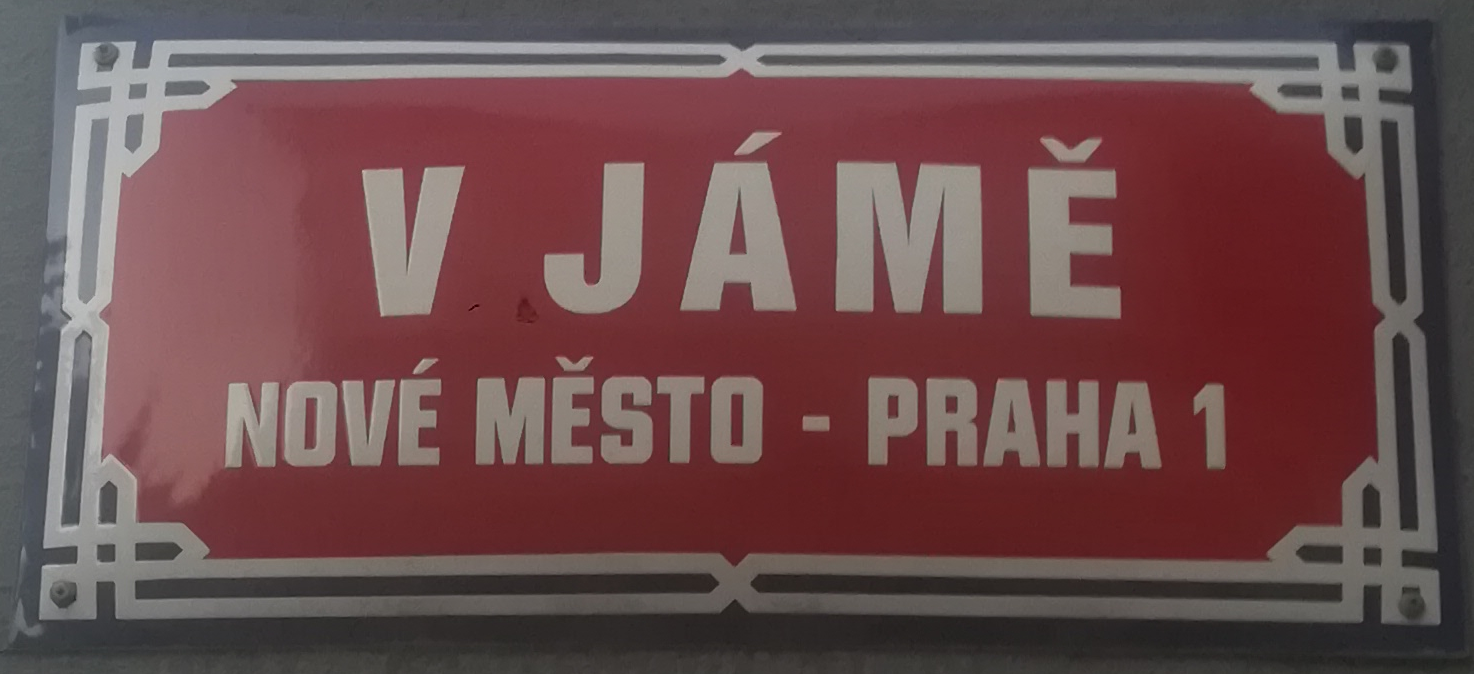 V JÁMĚ
NOVÉ MĚSTO - PRAHA 1